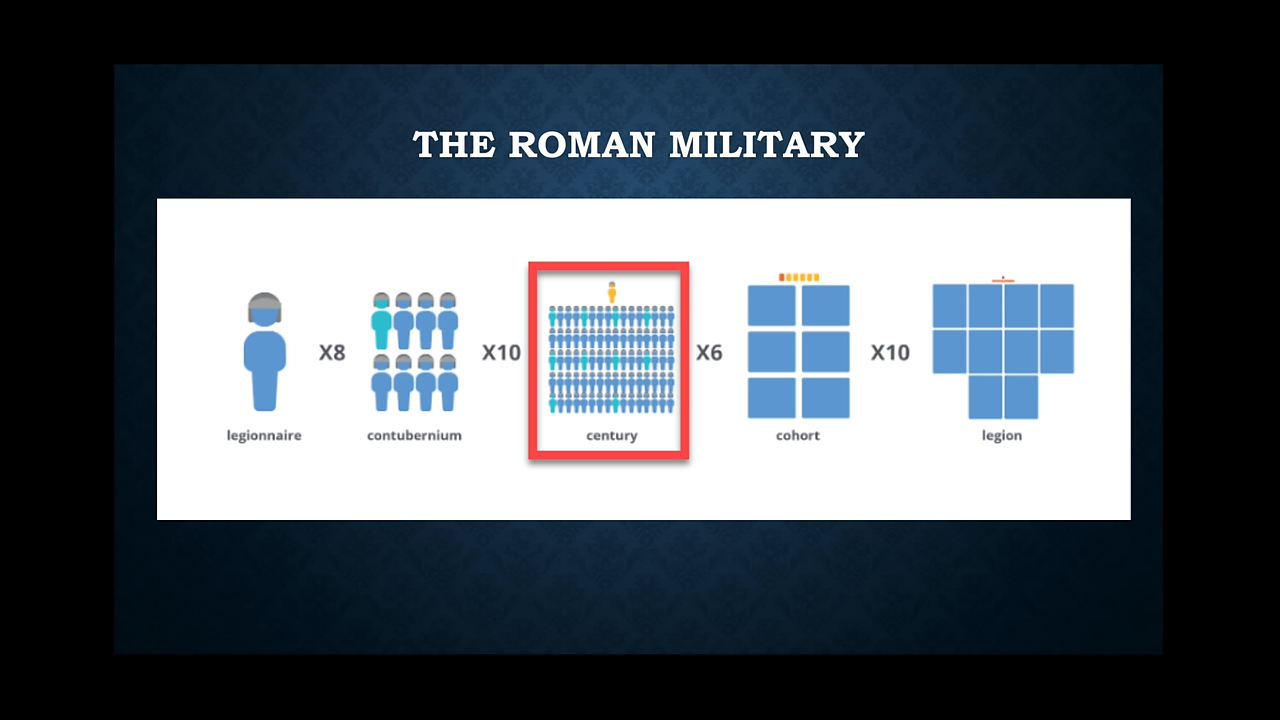 THE ROMAN MILITARY
X8
X10
X6
X10
legionnaire
contubernium
century
cohort
legion